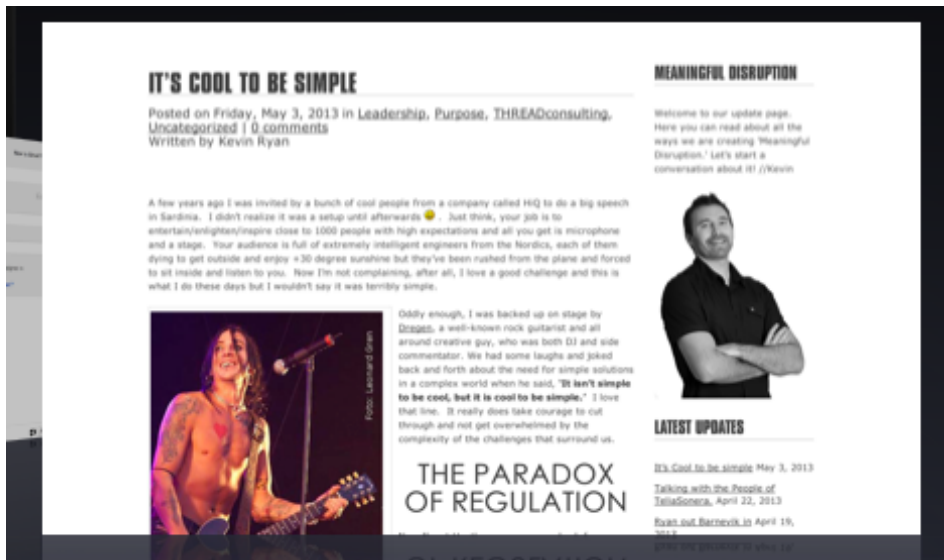 IT'S COOL TO BE SIMPLE
Posted on Friday, May 3, 2013 in Leadership, Purpose, THREADconsulting,
Uncategorized | 0 comments
Written by Kevin Ryan
A few years ago I was invited by a bunch of cool people from a company called HiQ to do a big speech
in Sardinia. I didn't realize it was a setup until afterwards . Just think, your job is to
entertain/enlighten/inspire close to 1000 people with high expectations and all you get is microphone
and a stage. Your audience is full of extremely intelligent engineers from the Nordics, each of them
dying to get outside and enjoy +30 degree sunshine but they've been rushed from the plane and forced
to sit inside and listen to you. Now I'm not complaining, after all, I love a good challenge and this is
what I do these days but I wouldn't say it was terribly simple.
Foto: Leonard Gren
Oddly enough, I was backed up on stage by
Dregen, a well-known rock guitarist and all
around creative guy, who was both DJ and side
commentator. We had some laughs and joked
back and forth about the need for simple solutions
in a complex world when he said, "It isn't simple
to be cool, but it is cool to be simple." I love
that line. It really does take courage to cut
through and not get overwhelmed by the
complexity of the challenges that surround us.
THE PARADOX
OF REGULATION
MEANINGFUL DISRUPTION
Welcome to our update page.
Here you can read about all the
ways we are creating 'Meaningful
Disruption.' Let's start a
conversation about it! //Kevin
LATEST UPDATES
It's Cool to be simple May 3, 2013
Talking with the People of
TeliaSonera. April 22, 2013
Ryan out Barnevik in April 19,
2013